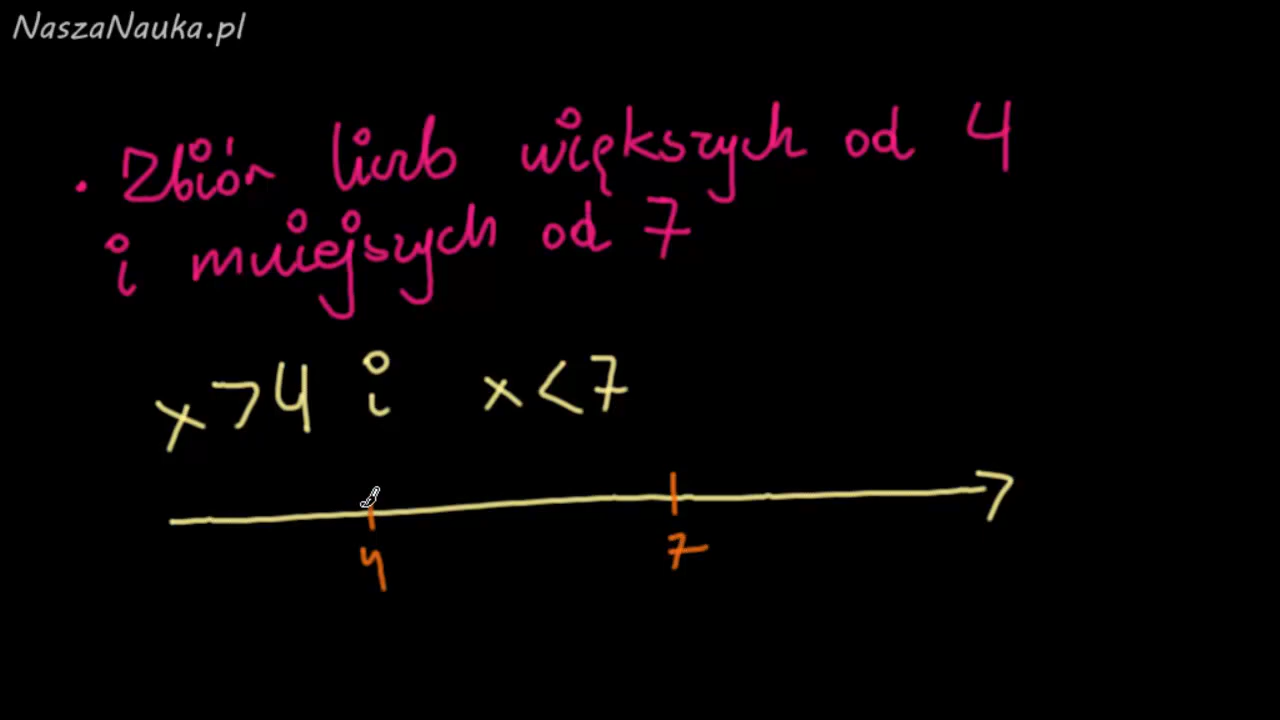 NaszaNauka.pl
• Zbiór liczb większych od 4
i mniejszych od 7
x>4 i x<7
4 7